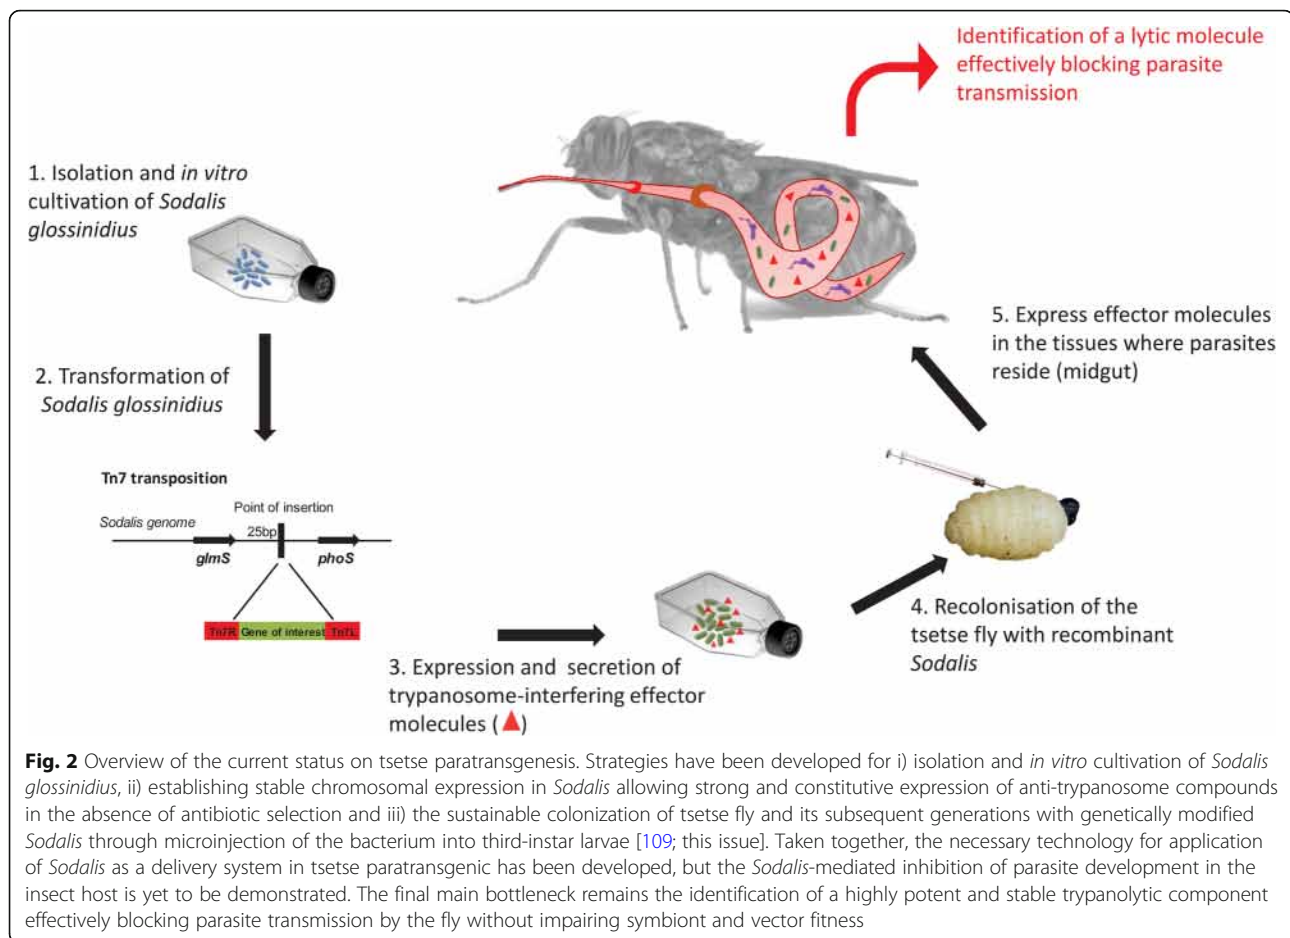 Identification of a lytic molecule
effectively blocking parasite
transmission
1. Isolation and in vitro
cultivation of Sodalis
glossinidius
2. Transformation of
Sodalis glossinidius
5. Express effector molecules
in the tissues where parasites
reside (midgut)
Tn7 transposition
Point of insertion
Sodalis genome
25bp
glmS
phoS
Tn7R Gene of interest Tn7L
3. Expression and secretion of
trypanosome-interfering effector
molecules (▲)
4. Recolonisation of the
tsetse fly with recombinant
Sodalis
Fig. 2 Overview of the current status on tsetse paratransgenesis. Strategies have been developed for i) isolation and in vitro cultivation of Sodalis
glossinidius, ii) establishing stable chromosomal expression in Sodalis allowing strong and constitutive expression of anti-trypanosome compounds
in the absence of antibiotic selection and iii) the sustainable colonization of tsetse fly and its subsequent generations with genetically modified
Sodalis through microinjection of the bacterium into third-instar larvae [109; this issue]. Taken together, the necessary technology for application
of Sodalis as a delivery system in tsetse paratransgenic has been developed, but the Sodalis-mediated inhibition of parasite development in the
insect host is yet to be demonstrated. The final main bottleneck remains the identification of a highly potent and stable trypanolytic component
effectively blocking parasite transmission by the fly without impairing symbiont and vector fitness